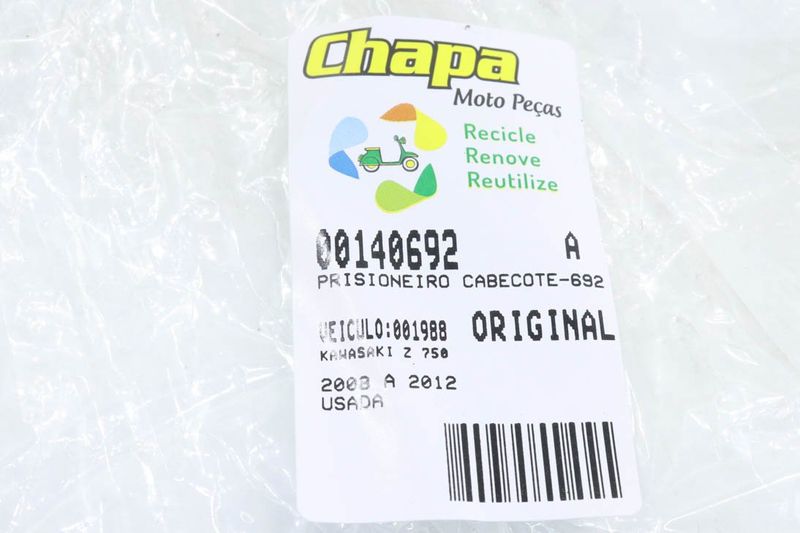 Chapa
Moto Peças
Recicle
Renove
Reutilize
00140692 A
PRISIONEIRO CABECOTE-692
VEICULO:001988 ORIGINAL
KAWASAKI Z 750
2008 A 2012
USADA